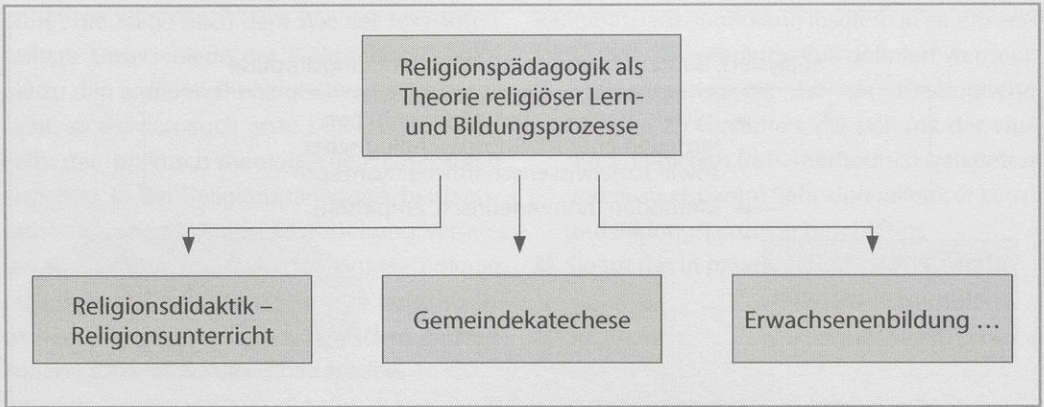 Religionspädagogik als
Theorie religiöser Lern-
und Bildungsprozesse
Religionsdidaktik –
Religionsunterricht
Gemeindekatechese
Erwachsenenbildung …